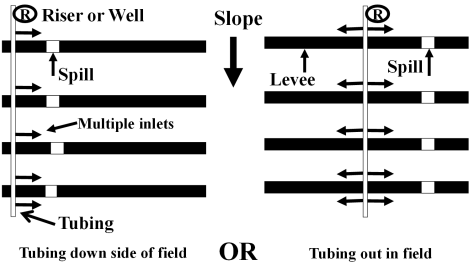 R Riser or Well
Slope
R
Spill
Levee
Spill
Multiple inlets
Tubing
Tubing down side of field
OR
Tubing out in field